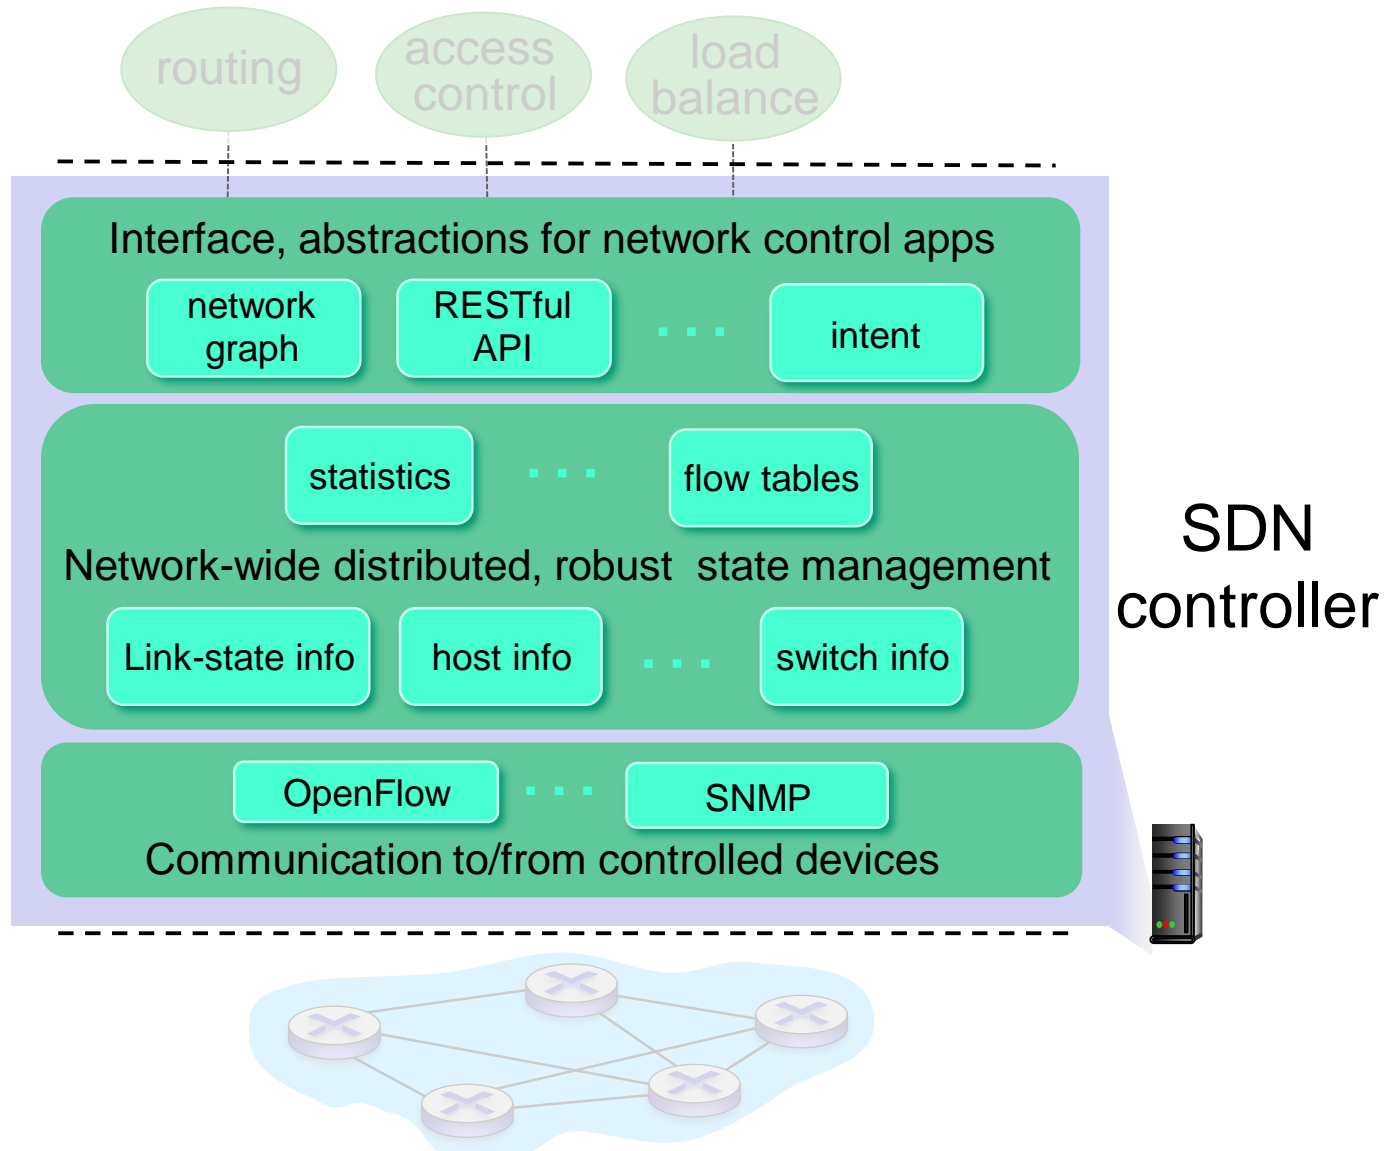 routing
access
control
load
balance
Interface, abstractions for network control apps
network
graph
RESTful
API
. . .
intent
statistics
. . .
flow tables
Network-wide distributed, robust  state management
Link-state info
host info
. . .
switch info
SDN
controller
OpenFlow
. . .
SNMP
Communication to/from controlled devices